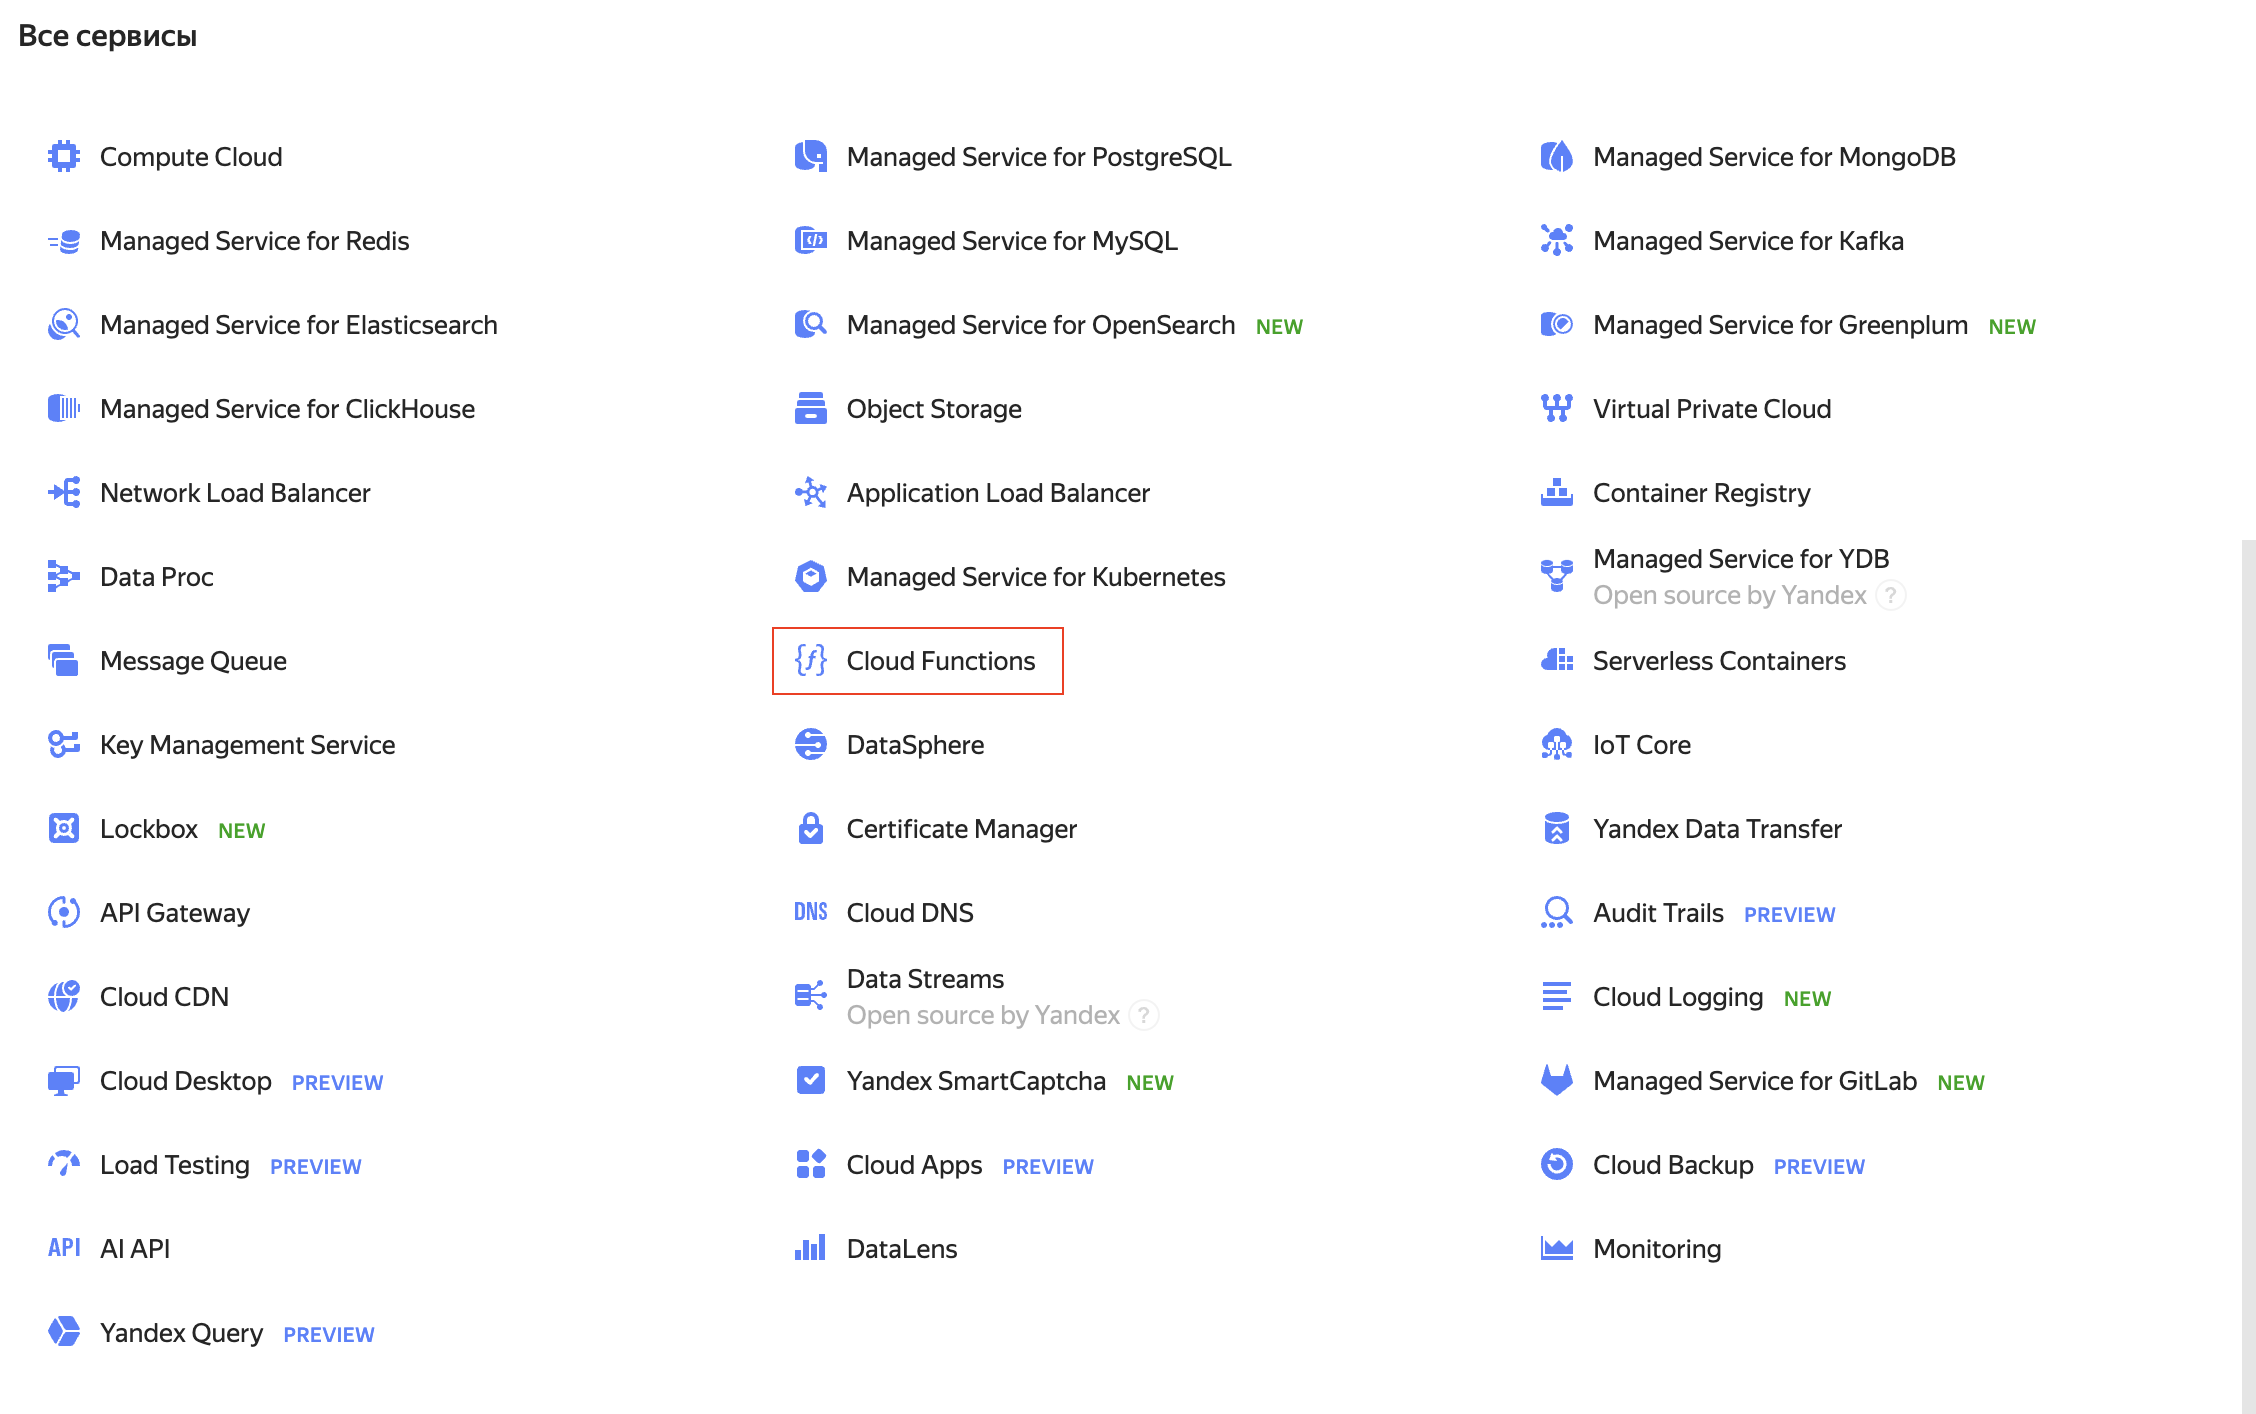 Все сервисы
Compute Cloud
Managed Service for PostgreSQL
Managed Service for MongoDB
Managed Service for Redis
Managed Service for MySQL
Managed Service for Kafka
Managed Service for Elasticsearch
Managed Service for OpenSearch NEW
Managed Service for Greenplum NEW
Managed Service for ClickHouse
Object Storage
Virtual Private Cloud
Network Load Balancer
Application Load Balancer
Container Registry
Data Proc
Managed Service for Kubernetes
Managed Service for YDB
Open source by Yandex ?
Message Queue
{f} Cloud Functions
Serverless Containers
Key Management Service
DataSphere
IoT Core
Lockbox NEW
Certificate Manager
Yandex Data Transfer
API Gateway
DNS Cloud DNS
Audit Trails PREVIEW
Cloud CDN
Data Streams
Open source by Yandex ?
Cloud Logging NEW
Cloud Desktop PREVIEW
Yandex SmartCaptcha NEW
Managed Service for GitLab NEW
Load Testing PREVIEW
Cloud Apps PREVIEW
Cloud Backup PREVIEW
API AI API
DataLens
Monitoring
Yandex Query PREVIEW